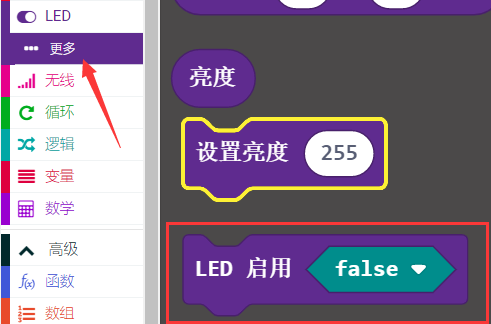 LED
更多
无线
循环
逻辑
变量
数学
高级
f(x) 函数
数组
亮度
设置亮度 255
LED 启用 false